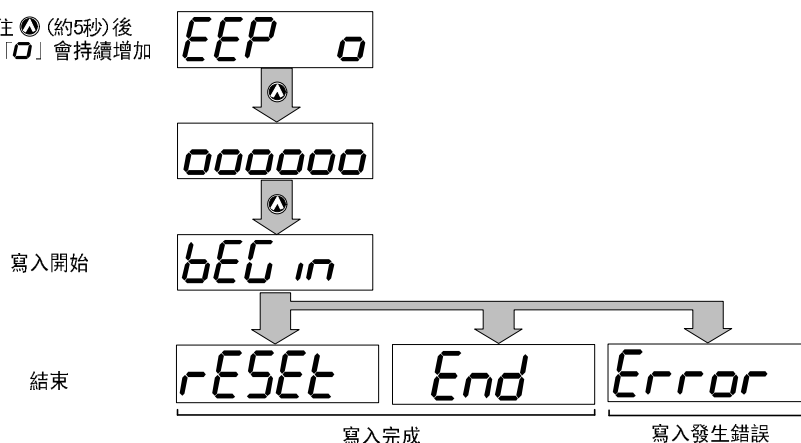 住 (約5秒)後
「o」會持續增加
EEP o
oooooo
寫入開始
bEGin
結束
rESEt End Error
寫入完成 寫入發生錯誤